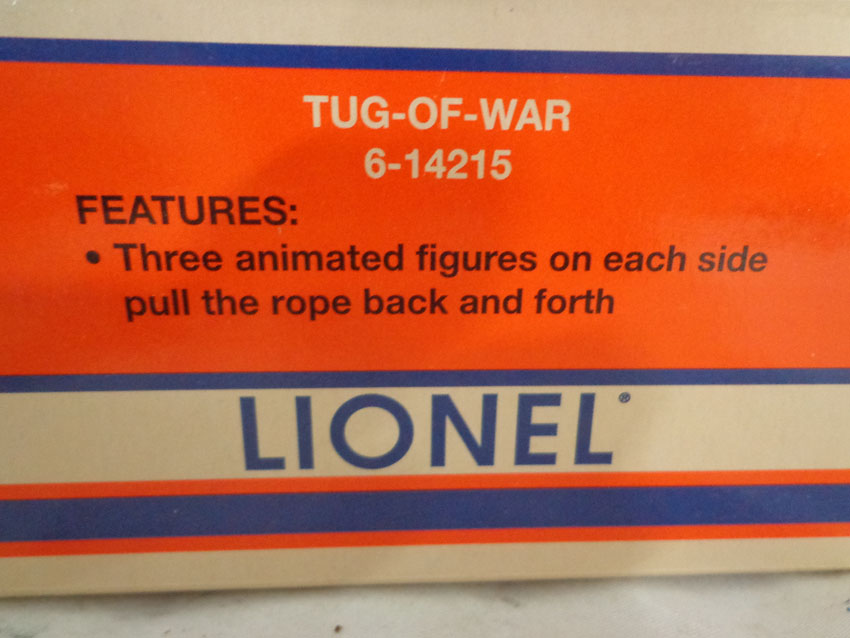 TUG-OF-WAR
6-14215
FEATURES:
• Three animated figures on each side
pull the rope back and forth
LIONEL®